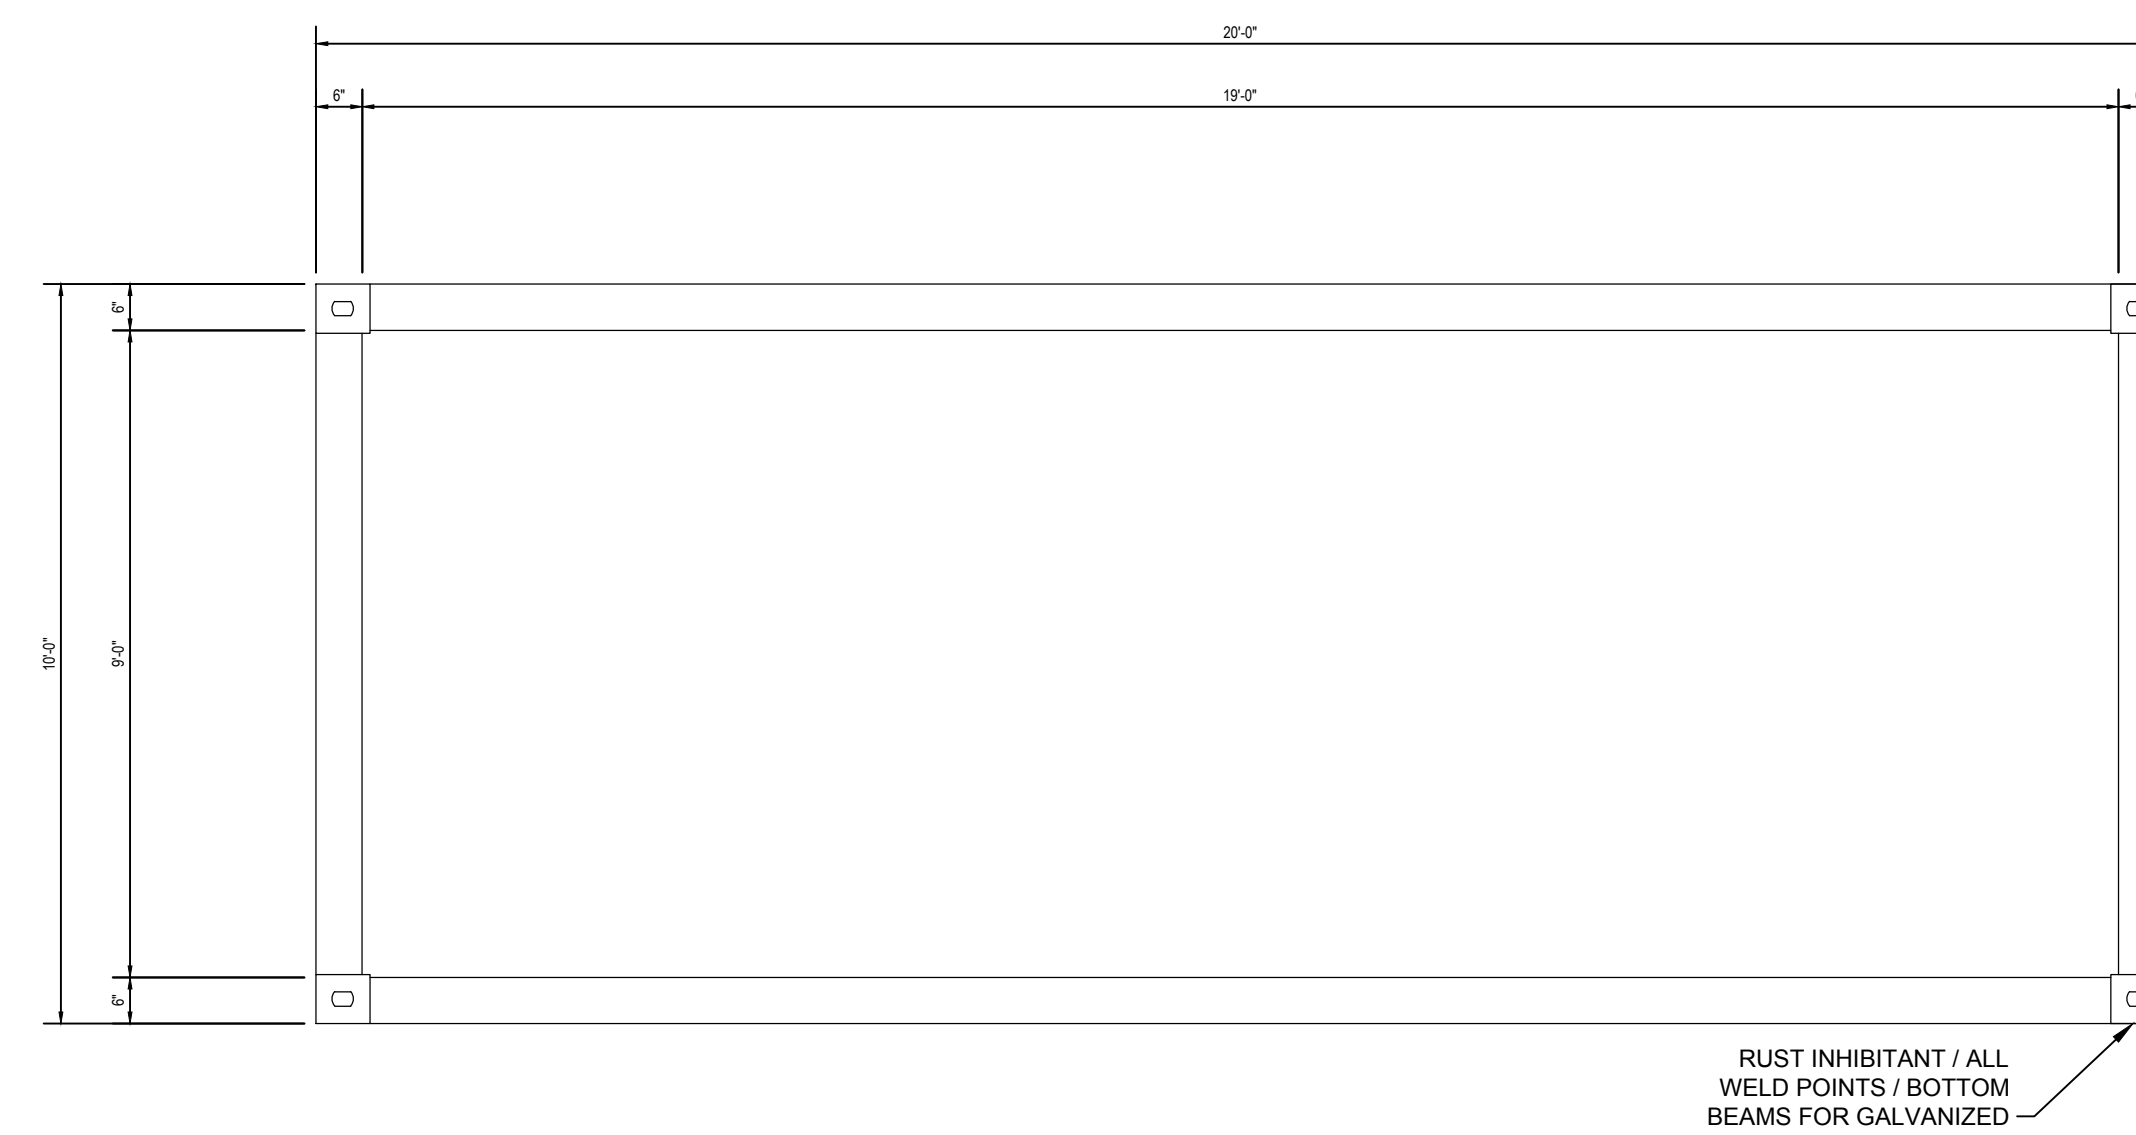 20'-0"
6"
19'-0"
6"
10'-0"
9'-0"
6"
RUST INHIBITANT / ALL
WELD POINTS / BOTTOM
BEAMS FOR GALVANIZED